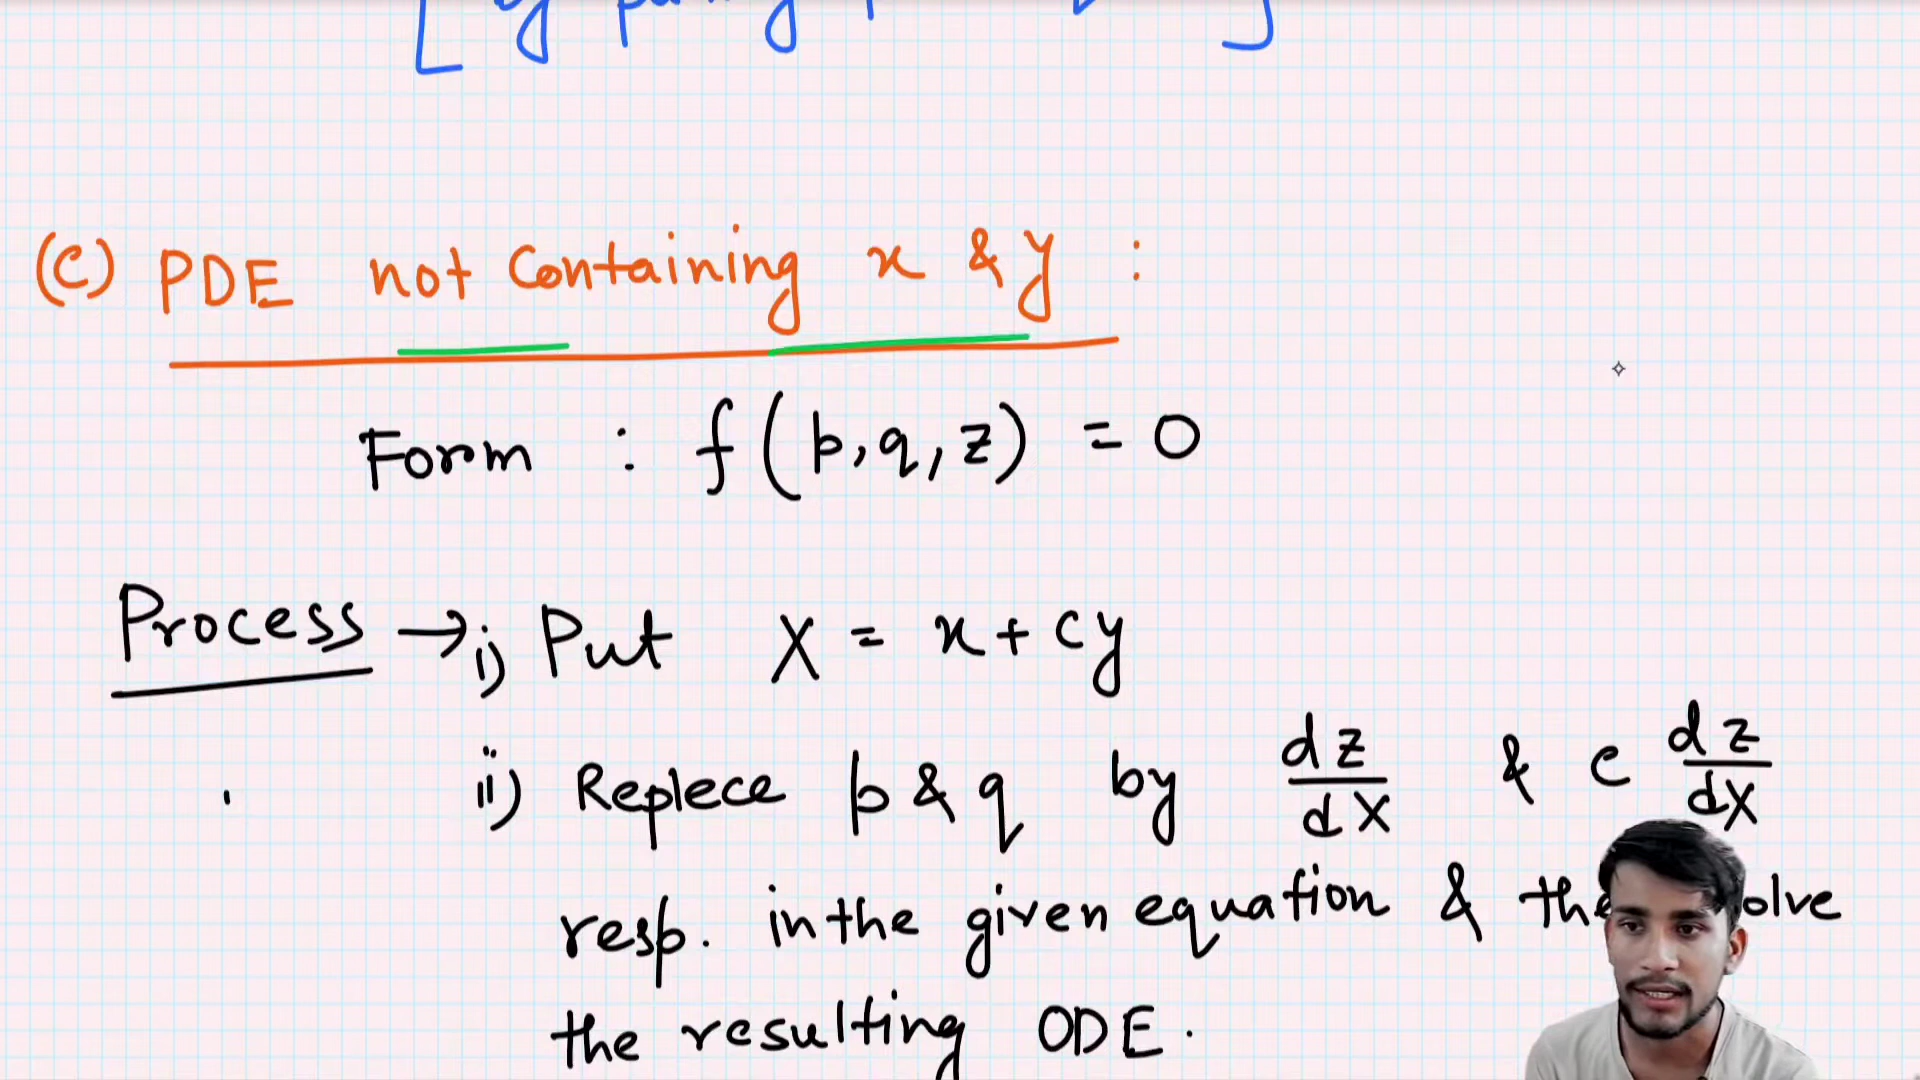 (C) PDE not Containing x & y :
Form : f(p, q, z) = 0
Process → i) Put X = x + cy
ii) Replece p & q by dz/dX & c dz/dX
resp. in the given equation &
the resulting ODE.